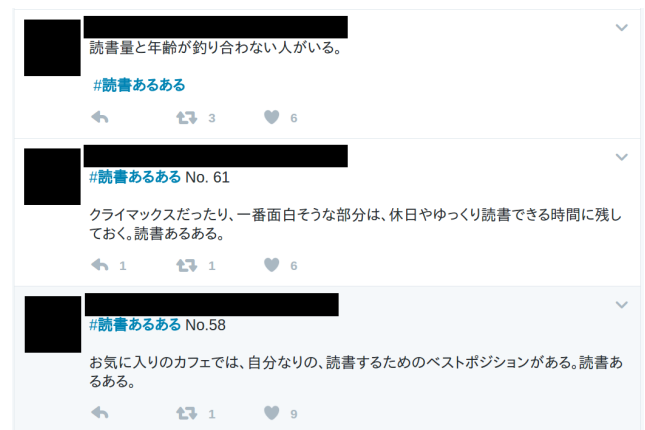 読書量と年齢が釣り合わない人がいる。
#読書あるある
3 6
#読書あるある No. 61
クライマックスだったり、一番面白そうな部分は、休日やゆっくり読書できる時間に残し
ておく。読書あるある。
1 1 6
#読書あるある No.58
お気に入りのカフェでは、自分なりの、読書するためのベストポジションがある。読書あ
るある。
1 9